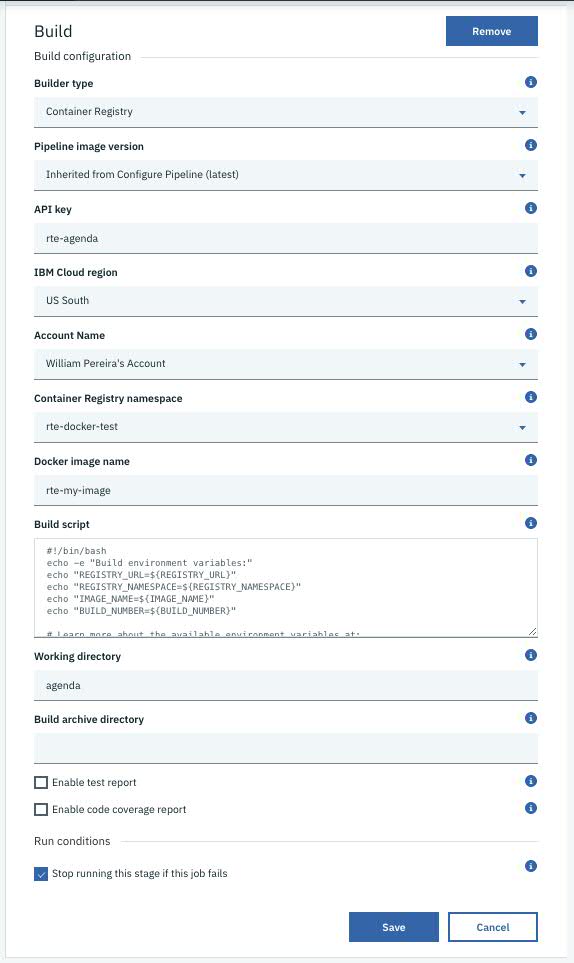 Build
Remove
Build configuration
Builder type
Container Registry
Pipeline image version
Inherited from Configure Pipeline (latest)
API key
rte-agenda
IBM Cloud region
US South
Account Name
William Pereira's Account
Container Registry namespace
rte-docker-test
Docker image name
rte-my-image
Build script
#!/bin/bash
echo -e "Build environment variables:"
echo "REGISTRY_URL=${REGISTRY_URL}"
echo "REGISTRY_NAMESPACE=${REGISTRY_NAMESPACE}"
echo "IMAGE_NAME=${IMAGE_NAME}"
echo "BUILD_NUMBER=${BUILD_NUMBER}"
# Learn more about the available environment variables at:
Working directory
agenda
Build archive directory
Enable test report
Enable code coverage report
Run conditions
Stop running this stage if this job fails
Save
Cancel